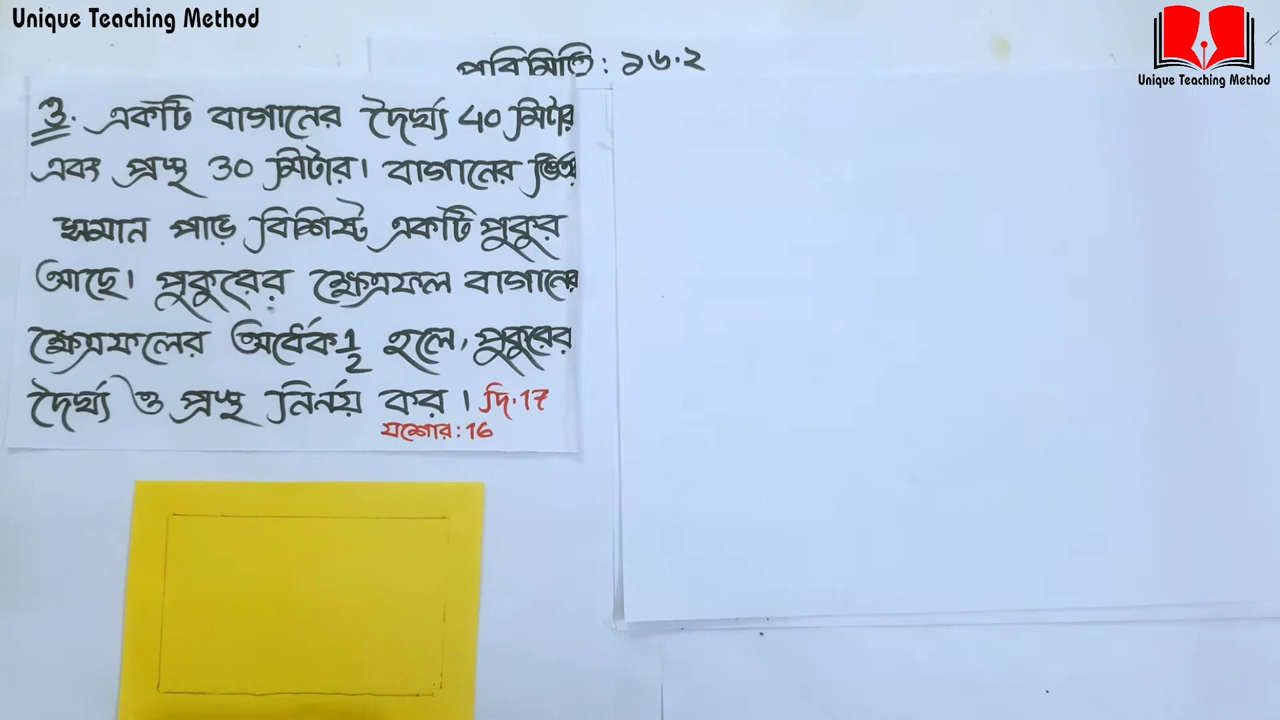 Unique Teaching Method
পরিমিতি: ১৬.২
৩. একটি বাগানের দৈর্ঘ্য 40 মিটার
এবং প্রস্থ 30 মিটার। বাগানের ভিতর
সমান পাড় বিশিষ্ট একটি পুকুর
আছে। পুকুরের ক্ষেত্রফল বাগানের
ক্ষেত্রফলের অর্ধেক 1/2 হলে, পুকুরের
দৈর্ঘ্য ও প্রস্থ নির্নয় কর। দি.17
যশোর: 16
Unique Teaching Method